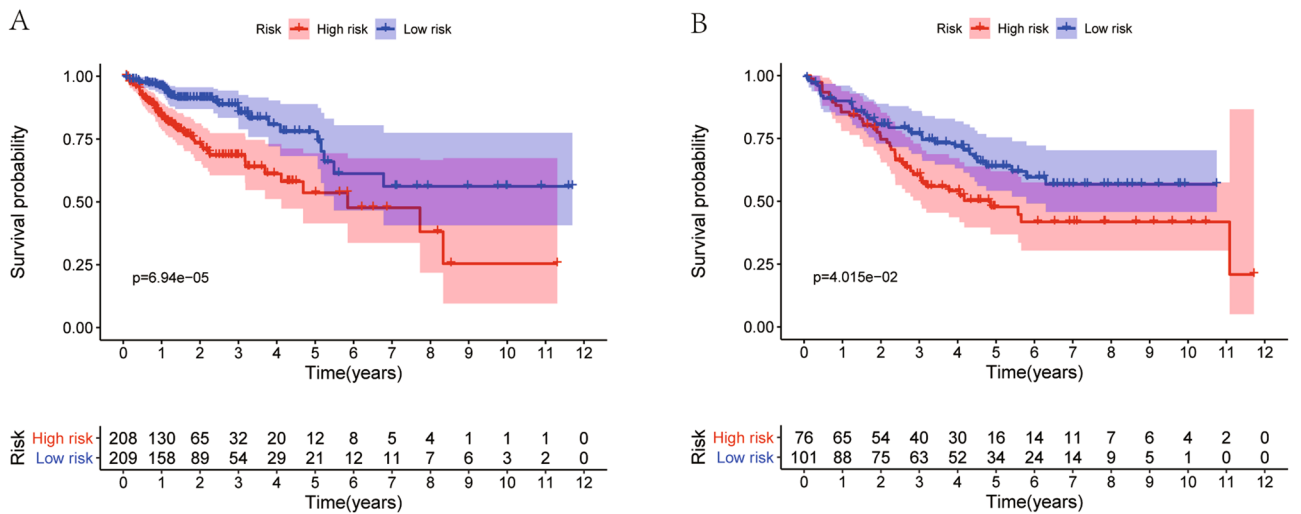 A
Risk High risk Low risk
1.00
0.75
0.50
0.25
0.00
Survival probability
p=6.94e−05
0 1 2 3 4 5 6 7 8 9 10 11 12
Time(years)
Risk
High risk 208 130 65 32 20 12 8 5 4 1 1 1 0
Low risk 209 158 89 54 29 21 12 11 7 6 3 2 0
0 1 2 3 4 5 6 7 8 9 10 11 12
Time(years)
B
Risk High risk Low risk
1.00
0.75
0.50
0.25
0.00
Survival probability
p=4.015e−02
0 1 2 3 4 5 6 7 8 9 10 11 12
Time(years)
Risk
High risk 76 65 54 40 30 16 14 11 7 6 4 2 0
Low risk 101 88 75 63 52 34 24 14 9 5 1 0 0
0 1 2 3 4 5 6 7 8 9 10 11 12
Time(years)